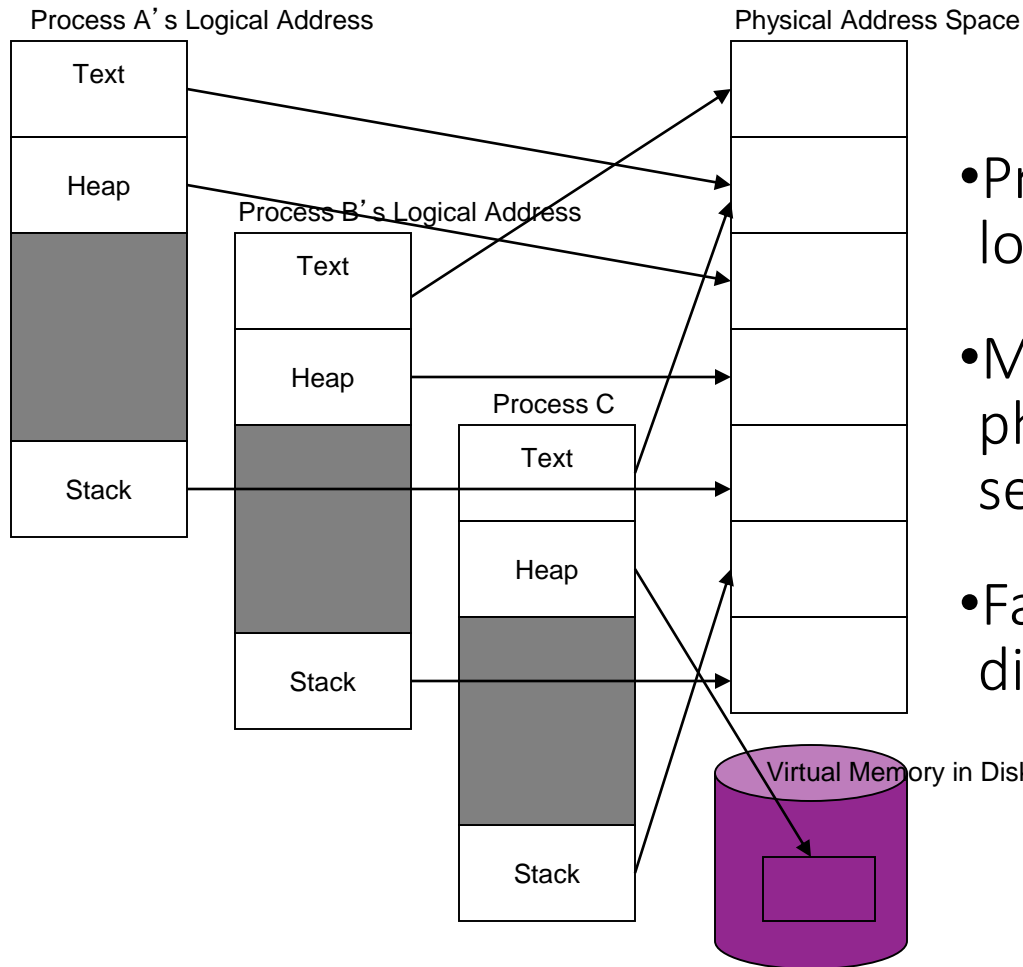 Process A’s Logical Address
Physical Address Space
Text
Heap
Stack
Process B’s Logical Address
Text
Heap
Stack
Process C
Text
Heap
Stack
Virtual Memory in Disk
•
•
•